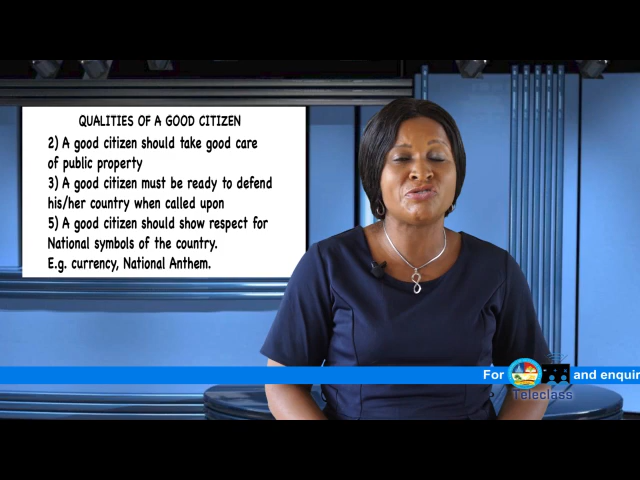 QUALITIES OF A GOOD CITIZEN
2) A good citizen should take good care
of public property
3) A good citizen must be ready to defend
his/her country when called upon
5) A good citizen should show respect for
National symbols of the country.
E.g. currency, National Anthem.
For
and enquir
Teleclass